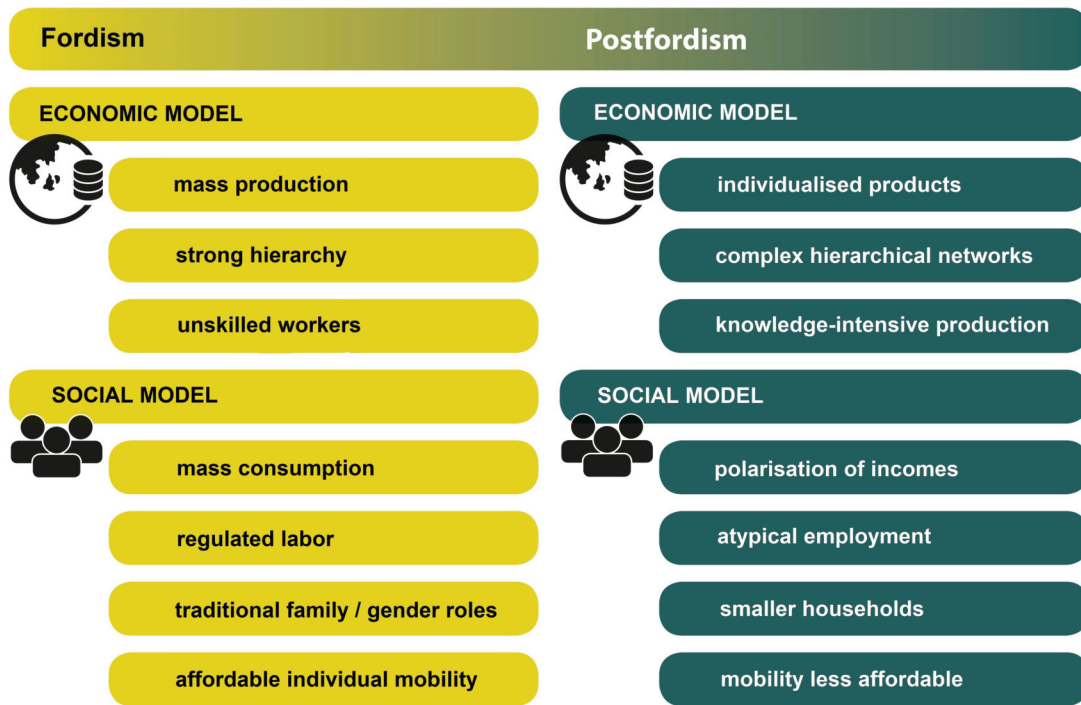 Fordism
Postfordism
ECONOMIC MODEL
mass production
strong hierarchy
unskilled workers
SOCIAL MODEL
mass consumption
regulated labor
traditional family / gender roles
affordable individual mobility
ECONOMIC MODEL
individualised products
complex hierarchical networks
knowledge-intensive production
SOCIAL MODEL
polarisation of incomes
atypical employment
smaller households
mobility less affordable